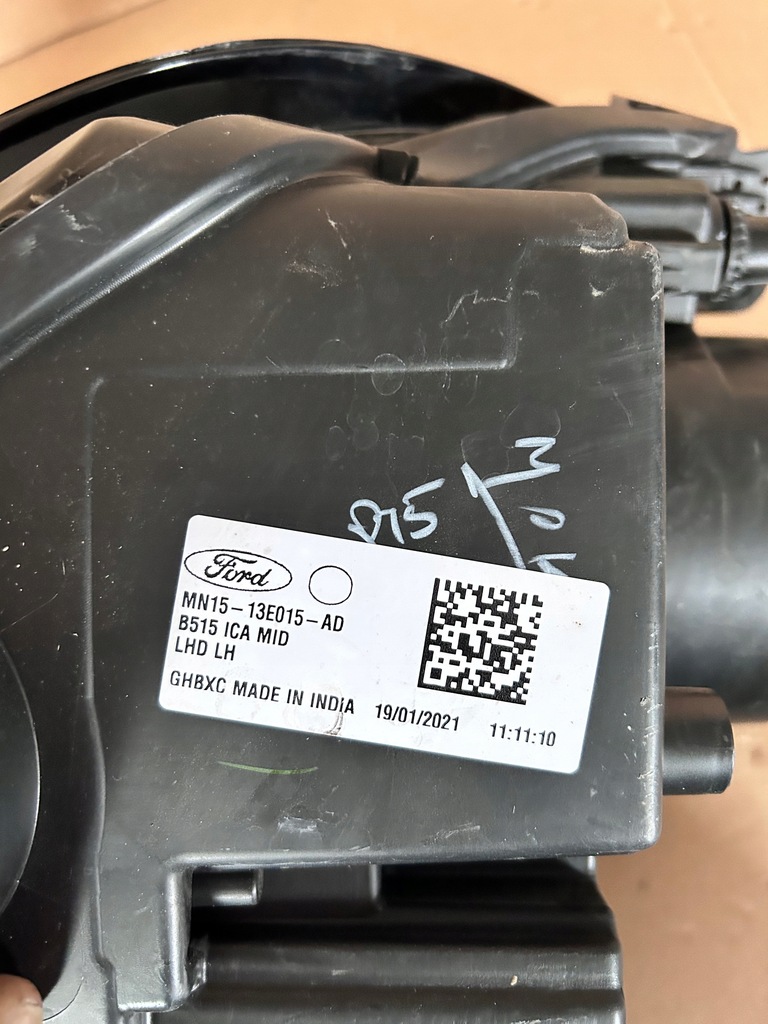 Ford
MN15-13E015-AD
B515 ICA MID
LHD LH
GHBXC MADE IN INDIA 19/01/2021 11:11:10